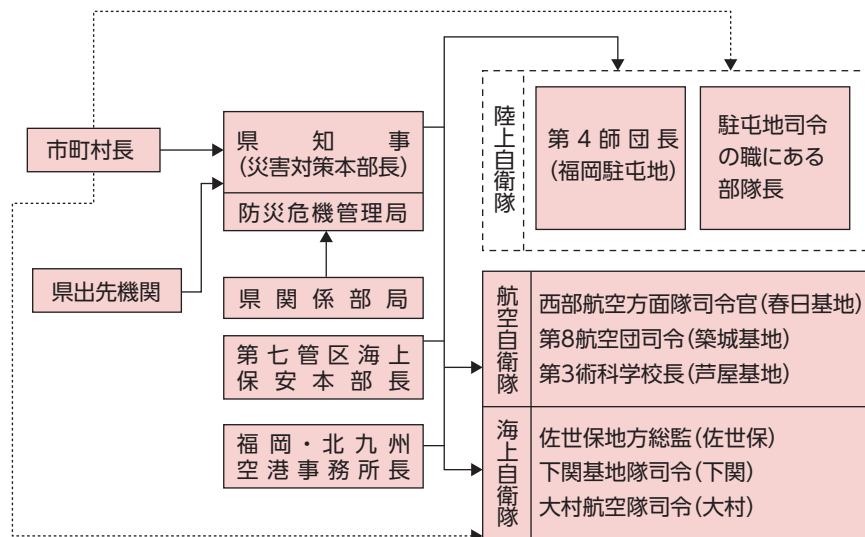 市町村長
県出先機関
県知事
(災害対策本部長)
防災危機管理局
県関係部局
第七管区海上
保安本部長
福岡・北九州
空港事務所長
陸上自衛隊
第4師団長
(福岡駐屯地)
駐屯地司令
の職にある
部隊長
航空自衛隊
西部航空方面隊司令官(春日基地)
第8航空団司令(築城基地)
第3術科学校長(芦屋基地)
海上自衛隊
佐世保地方総監(佐世保)
下関基地隊司令(下関)
大村航空隊司令(大村)